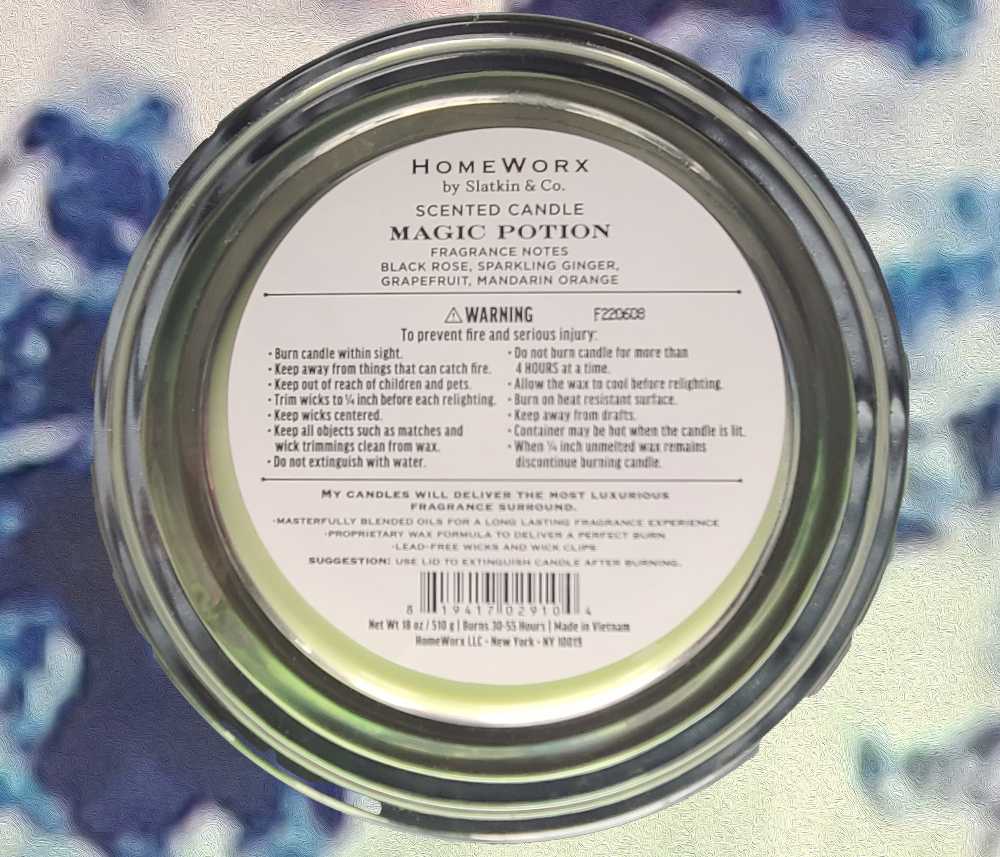 HOMEWORX
by Slatkin & Co.
SCENTED CANDLE
MAGIC POTION
FRAGRANCE NOTES
BLACK ROSE, SPARKLING GINGER,
GRAPEFRUIT, MANDARIN ORANGE
⚠WARNING F220608
To prevent fire and serious injury:
• Burn candle within sight.
• Keep away from things that can catch fire.
• Keep out of reach of children and pets.
• Trim wicks to ¼ inch before each relighting.
• Keep wicks centered.
• Keep all objects such as matches and
wick trimmings clean from wax.
• Do not extinguish with water.
• Do not burn candle for more than
4 HOURS at a time.
• Allow the wax to cool before relighting.
• Burn on heat resistant surface.
• Keep away from drafts.
• Container may be hot when the candle is lit.
• When ¼ inch unmelted wax remains
discontinue burning candle.
MY CANDLES WILL DELIVER THE MOST LUXURIOUS
FRAGRANCE SURROUND.
•MASTERFULLY BLENDED OILS FOR A LONG LASTING FRAGRANCE EXPERIENCE
•PROPRIETARY WAX FORMULA TO DELIVER A PERFECT BURN
•LEAD-FREE WICKS AND WICK CLIPS
SUGGESTION: USE LID TO EXTINGUISH CANDLE AFTER BURNING.
8 19417 02910 4
Net Wt 18 oz / 510 g | Burns 30-55 Hours | Made in Vietnam
HomeWorx LLC - New York - NY 10019